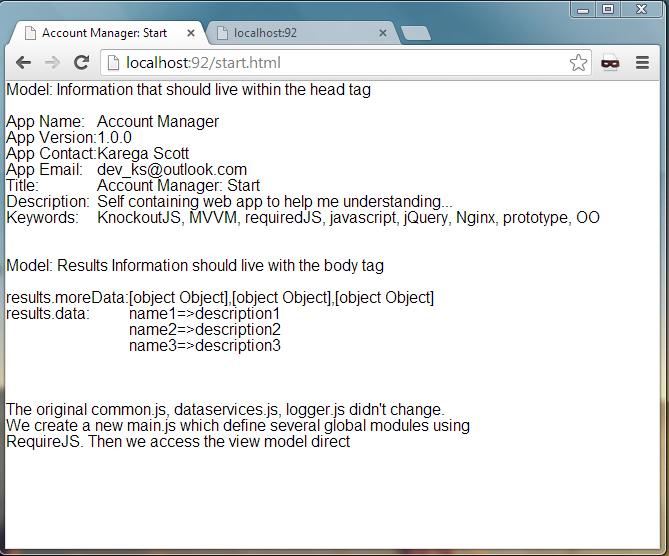 Account Manager: Start
localhost:92
localhost:92/start.html
Model: Information that should live within the head tag
App Name: Account Manager
App Version:1.0.0
App Contact:Karega Scott
App Email: dev_ks@outlook.com
Title: Account Manager: Start
Description: Self containing web app to help me understanding...
Keywords: KnockoutJS, MVVM, requiredJS, javascript, jQuery, Nginx, prototype, OO
Model: Results Information should live with the body tag
results.moreData:[object Object],[object Object],[object Object]
results.data: name1=>description1
name2=>description2
name3=>description3
The original common.js, dataservices.js, logger.js didn't change.
We create a new main.js which define several global modules using
RequireJS. Then we access the view model direct